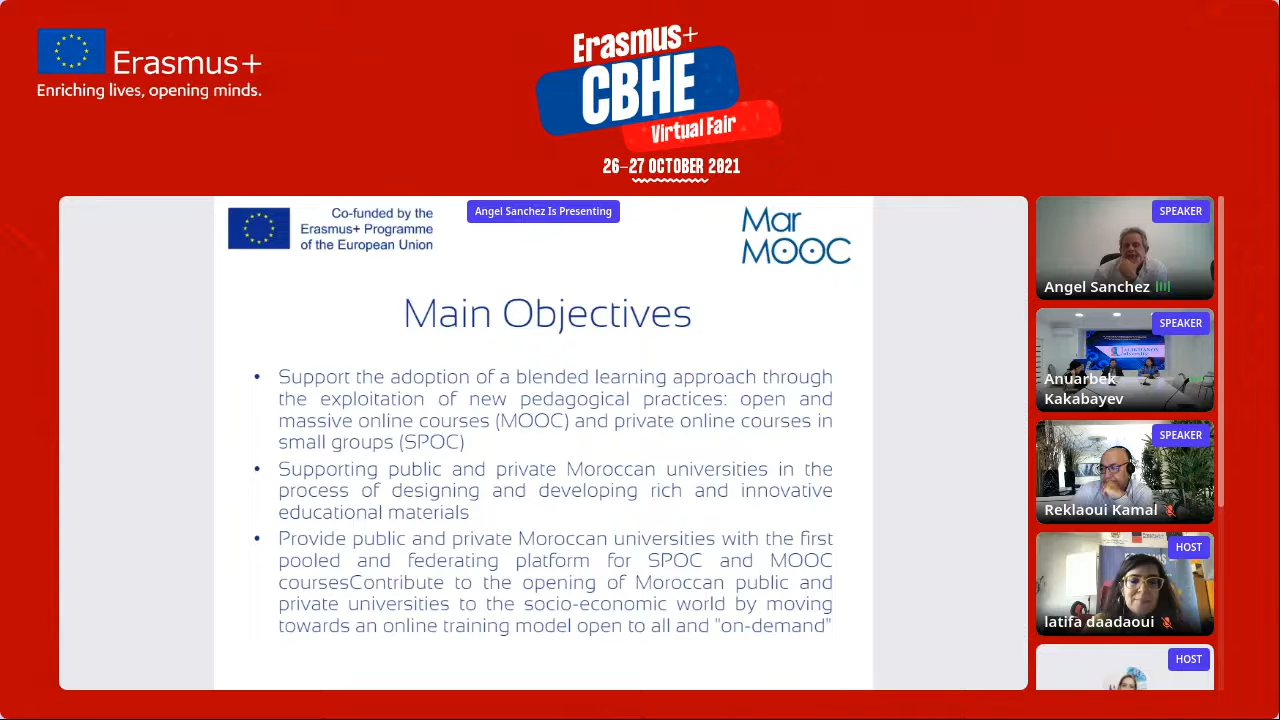 Erasmus+
Enriching lives, opening minds.
Erasmus+
CBHE
Virtual Fair
26–27 OCTOBER 2021
Co-funded by the
Erasmus+ Programme
of the European Union
Angel Sanchez Is Presenting
Mar
MOOC
Main Objectives
• Support the adoption of a blended learning approach through
the exploitation of new pedagogical practices: open and
massive online courses (MOOC) and private online courses in
small groups (SPOC)
• Supporting public and private Moroccan universities in the
process of designing and developing rich and innovative
educational materials
• Provide public and private Moroccan universities with the first
pooled and federating platform for SPOC and MOOC
coursesContribute to the opening of Moroccan public and
private universities to the socio-economic world by moving
towards an online training model open to all and "on-demand"
SPEAKER
Angel Sanchez
SPEAKER
Anuarbek
Kakabayev
SPEAKER
Reklaoui Kamal
HOST
latifa daadaoui
HOST